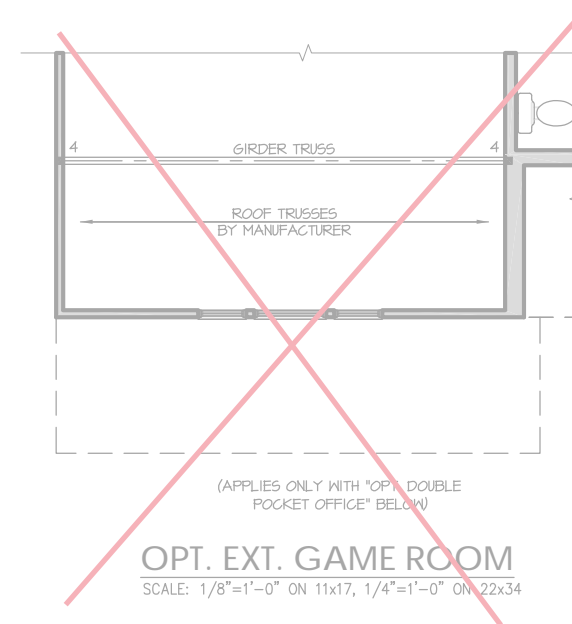 4 GIRDER TRUSS 4
ROOF TRUSSES
BY MANUFACTURER
(APPLIES ONLY WITH "OPT. DOUBLE
POCKET OFFICE" BELOW)
OPT. EXT. GAME ROOM
SCALE: 1/8"=1'-0" ON 11x17, 1/4"=1'-0" ON 22x34